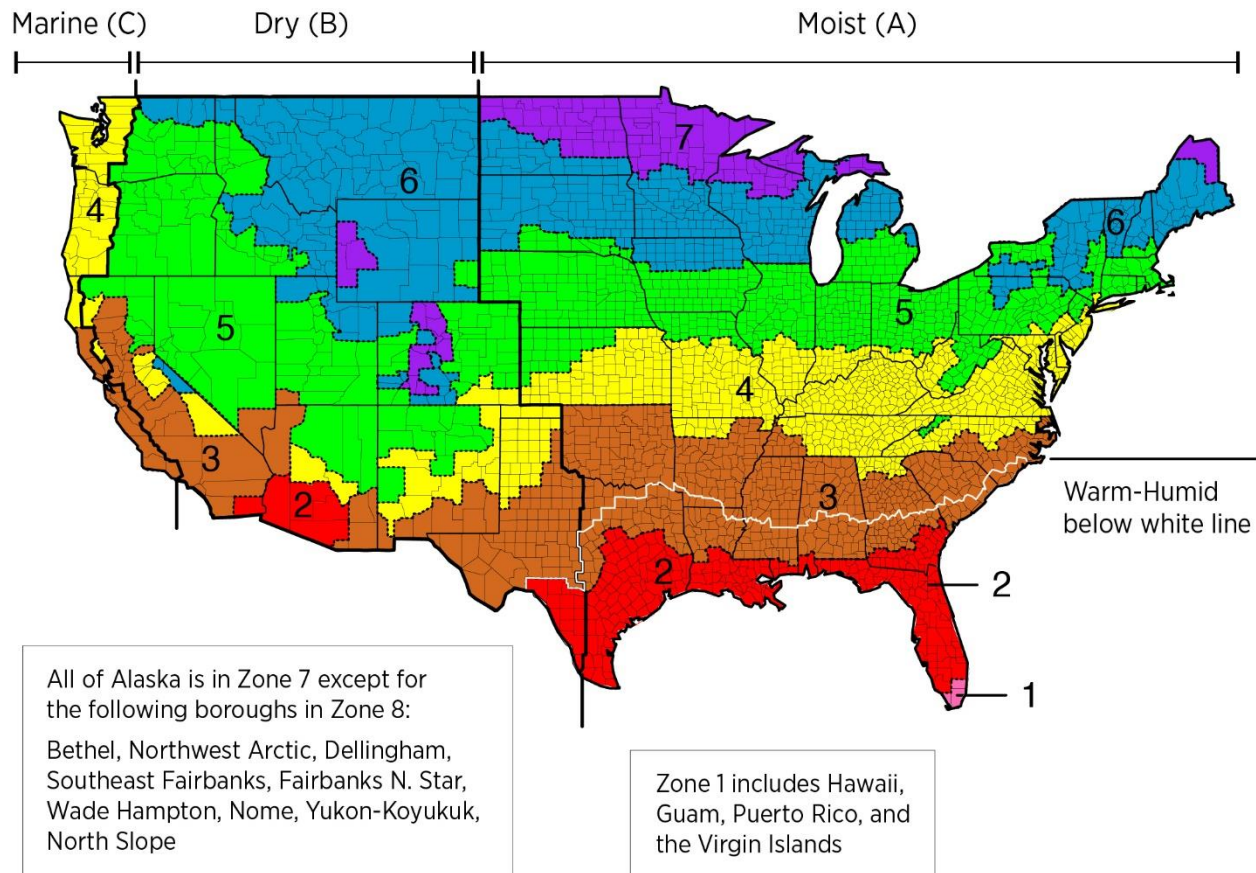 Marine (C)
Dry (B)
Moist (A)
7
6
4
6
5
5
4
3
3
2
2
2
1
Warm-Humid
below white line
All of Alaska is in Zone 7 except for
the following boroughs in Zone 8:
Bethel, Northwest Arctic, Dellingham,
Southeast Fairbanks, Fairbanks N. Star,
Wade Hampton, Nome, Yukon-Koyukuk,
North Slope
Zone 1 includes Hawaii,
Guam, Puerto Rico, and
the Virgin Islands